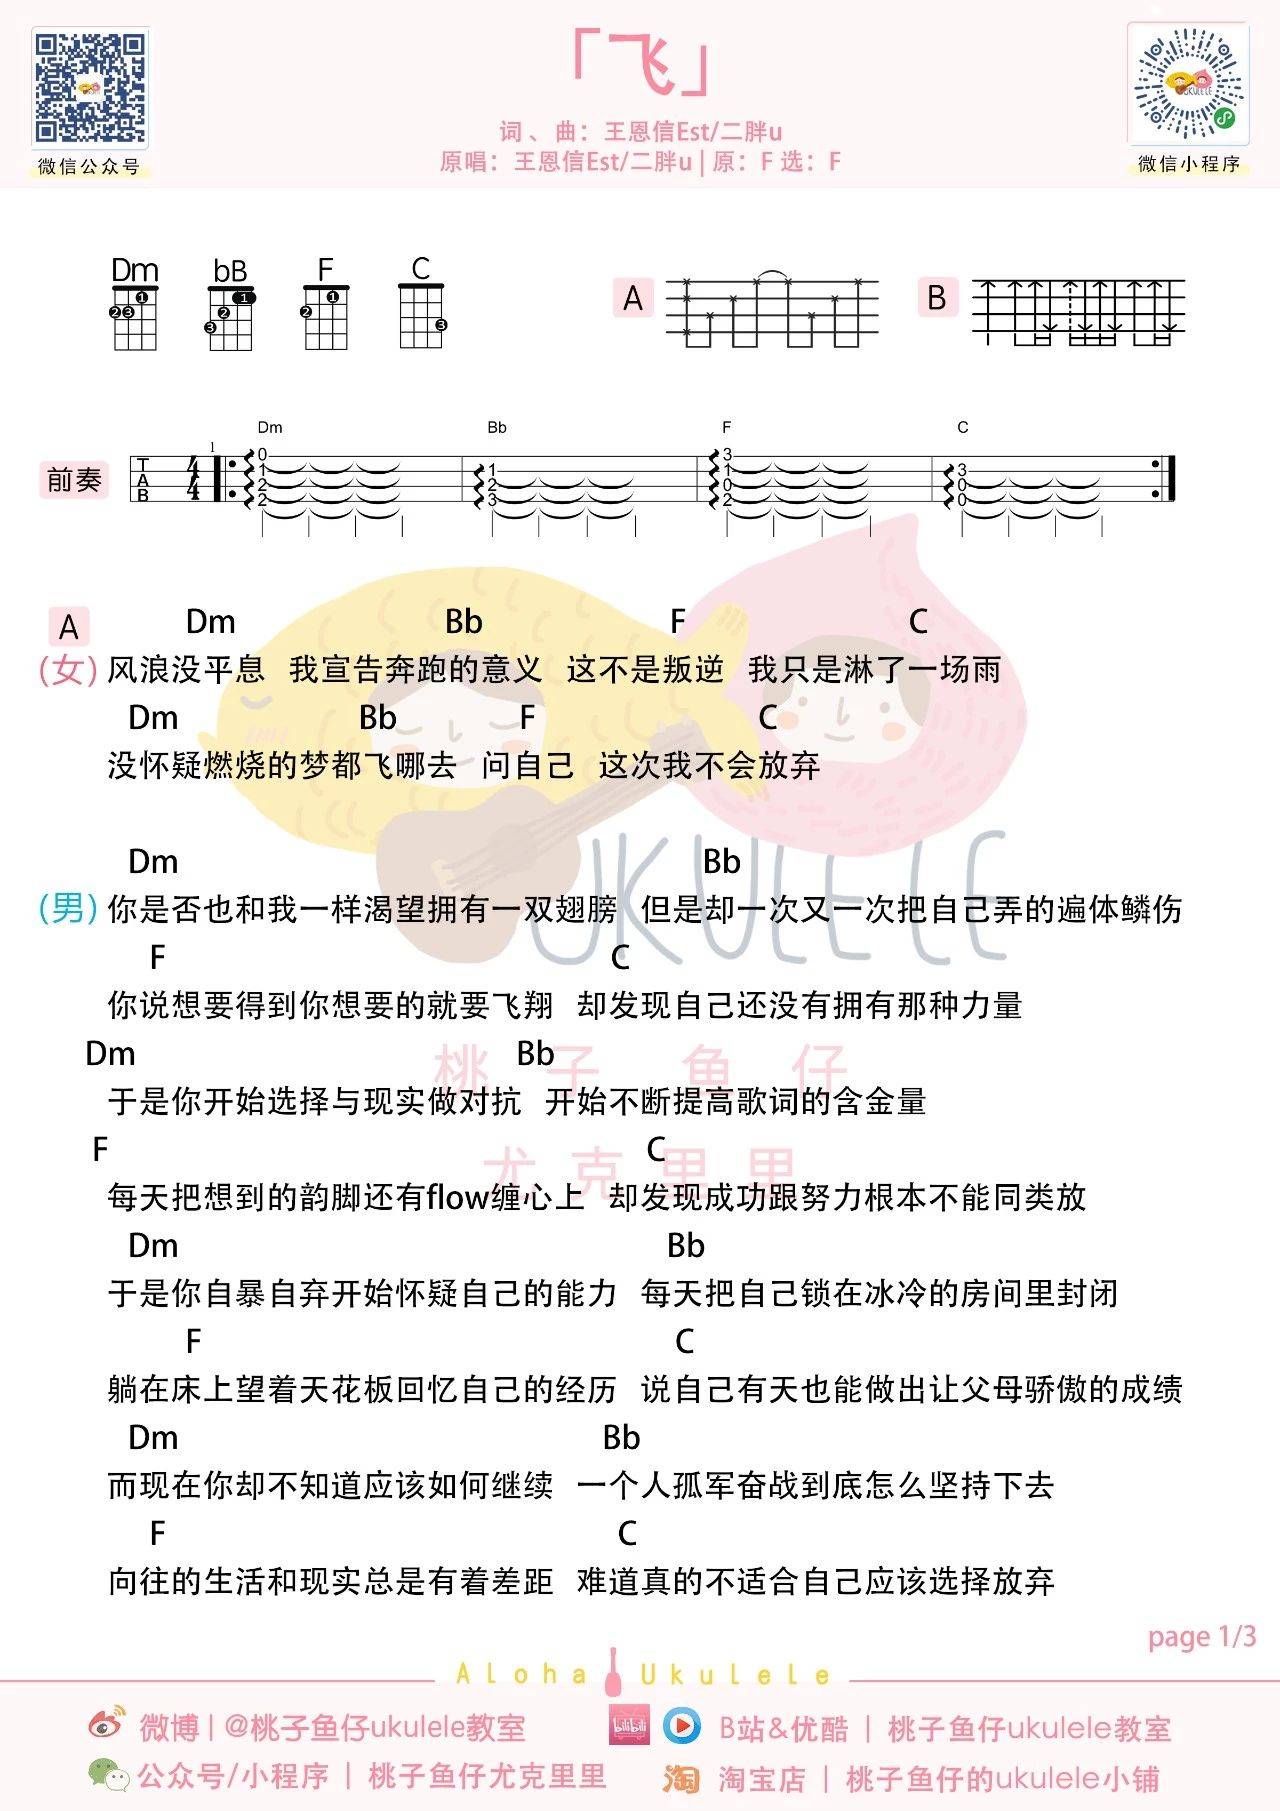 「飞」
词、曲：王恩信Est/二胖u
原唱：王恩信Est/二胖u | 原：F 选：F
微信公众号
微信小程序
Dm bB F C
A B
Dm Bb F C
前奏
A Dm Bb F C
(女) 风浪没平息 我宣告奔跑的意义 这不是叛逆 我只是淋了一场雨
Dm Bb F C
没怀疑燃烧的梦都飞哪去 问自己 这次我不会放弃
Dm Bb
(男) 你是否也和我一样渴望拥有一双翅膀 但是却一次又一次把自己弄的遍体鳞伤
F C
你说想要得到你想要的就要飞翔 却发现自己还没有拥有那种力量
Dm Bb
于是你开始选择与现实做对抗 开始不断提高歌词的含金量
F C
每天把想到的韵脚还有flow缠心上 却发现成功跟努力根本不能同类放
Dm Bb
于是你自暴自弃开始怀疑自己的能力 每天把自己锁在冰冷的房间里封闭
F C
躺在床上望着天花板回忆自己的经历 说自己有天也能做出让父母骄傲的成绩
Dm Bb
而现在你却不知道应该如何继续 一个人孤军奋战到底怎么坚持下去
F C
向往的生活和现实总是有着差距 难道真的不适合自己应该选择放弃
UKULELE
桃子鱼仔
尤克里里
page 1/3
Aloha Ukulele
微博 | @桃子鱼仔ukulele教室
bilibili B站&优酷 | 桃子鱼仔ukulele教室
公众号/小程序 | 桃子鱼仔尤克里里
淘 淘宝店 | 桃子鱼仔的ukulele小铺